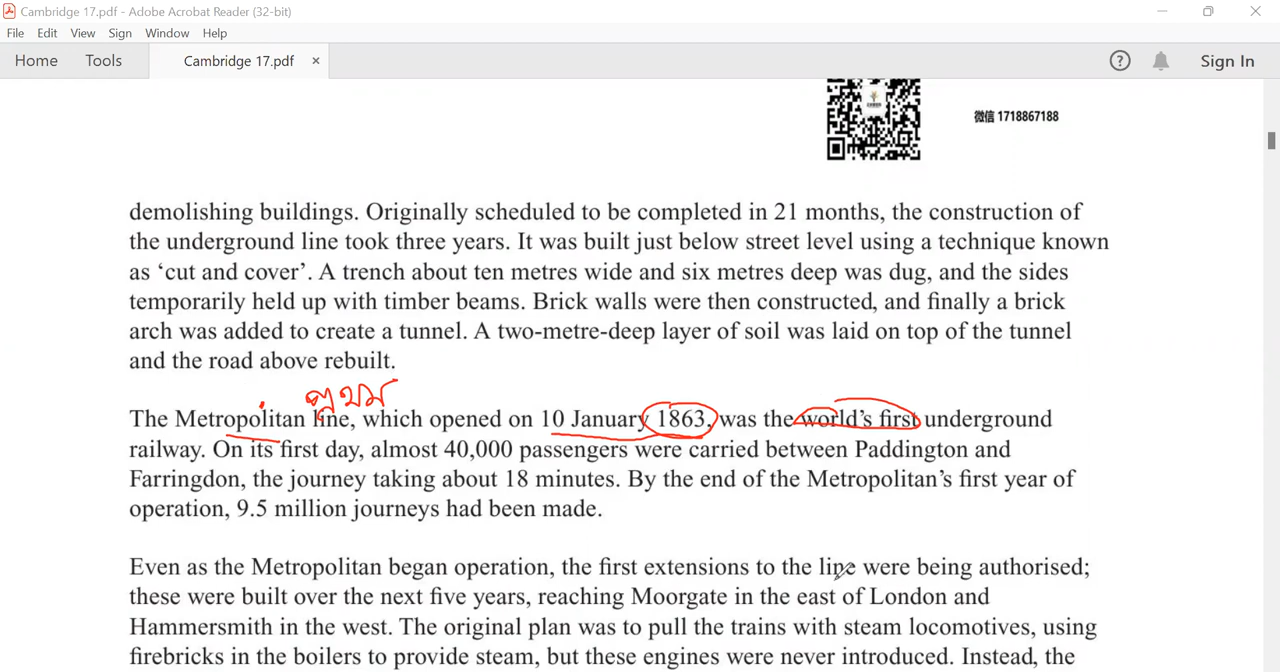 Cambridge 17.pdf - Adobe Acrobat Reader (32-bit)
File Edit View Sign Window Help
Home Tools Cambridge 17.pdf × ? Sign In
微信 1718867188
demolishing buildings. Originally scheduled to be completed in 21 months, the construction of
the underground line took three years. It was built just below street level using a technique known
as ‘cut and cover’. A trench about ten metres wide and six metres deep was dug, and the sides
temporarily held up with timber beams. Brick walls were then constructed, and finally a brick
arch was added to create a tunnel. A two-metre-deep layer of soil was laid on top of the tunnel
and the road above rebuilt.
The Metropolitan line, which opened on 10 January 1863, was the world’s first underground
railway. On its first day, almost 40,000 passengers were carried between Paddington and
Farringdon, the journey taking about 18 minutes. By the end of the Metropolitan’s first year of
operation, 9.5 million journeys had been made.
Even as the Metropolitan began operation, the first extensions to the line were being authorised;
these were built over the next five years, reaching Moorgate in the east of London and
Hammersmith in the west. The original plan was to pull the trains with steam locomotives, using
firebricks in the boilers to provide steam, but these engines were never introduced. Instead, the